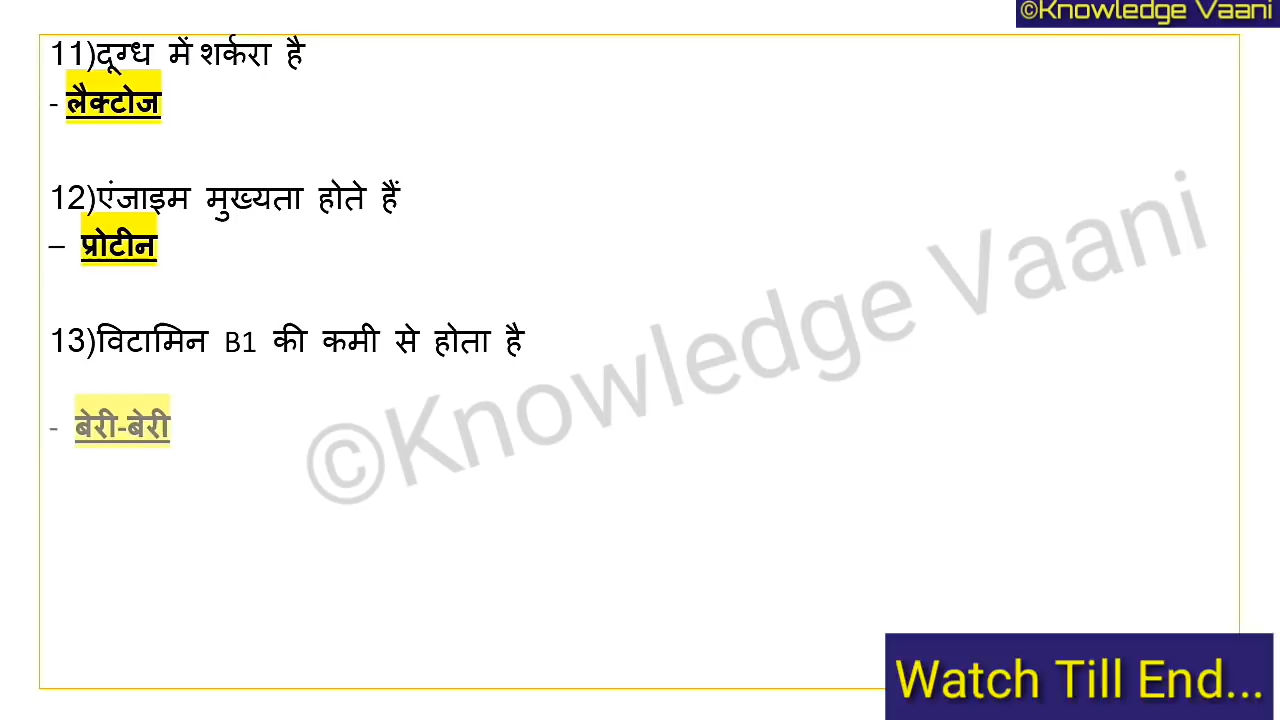 ©Knowledge Vaani
11)दूग्ध में शर्करा है
- लैक्टोज
12)एंजाइम मुख्यता होते हैं
– प्रोटीन
13)विटामिन B1 की कमी से होता है
- बेरी-बेरी
©Knowledge Vaani
Watch Till End...